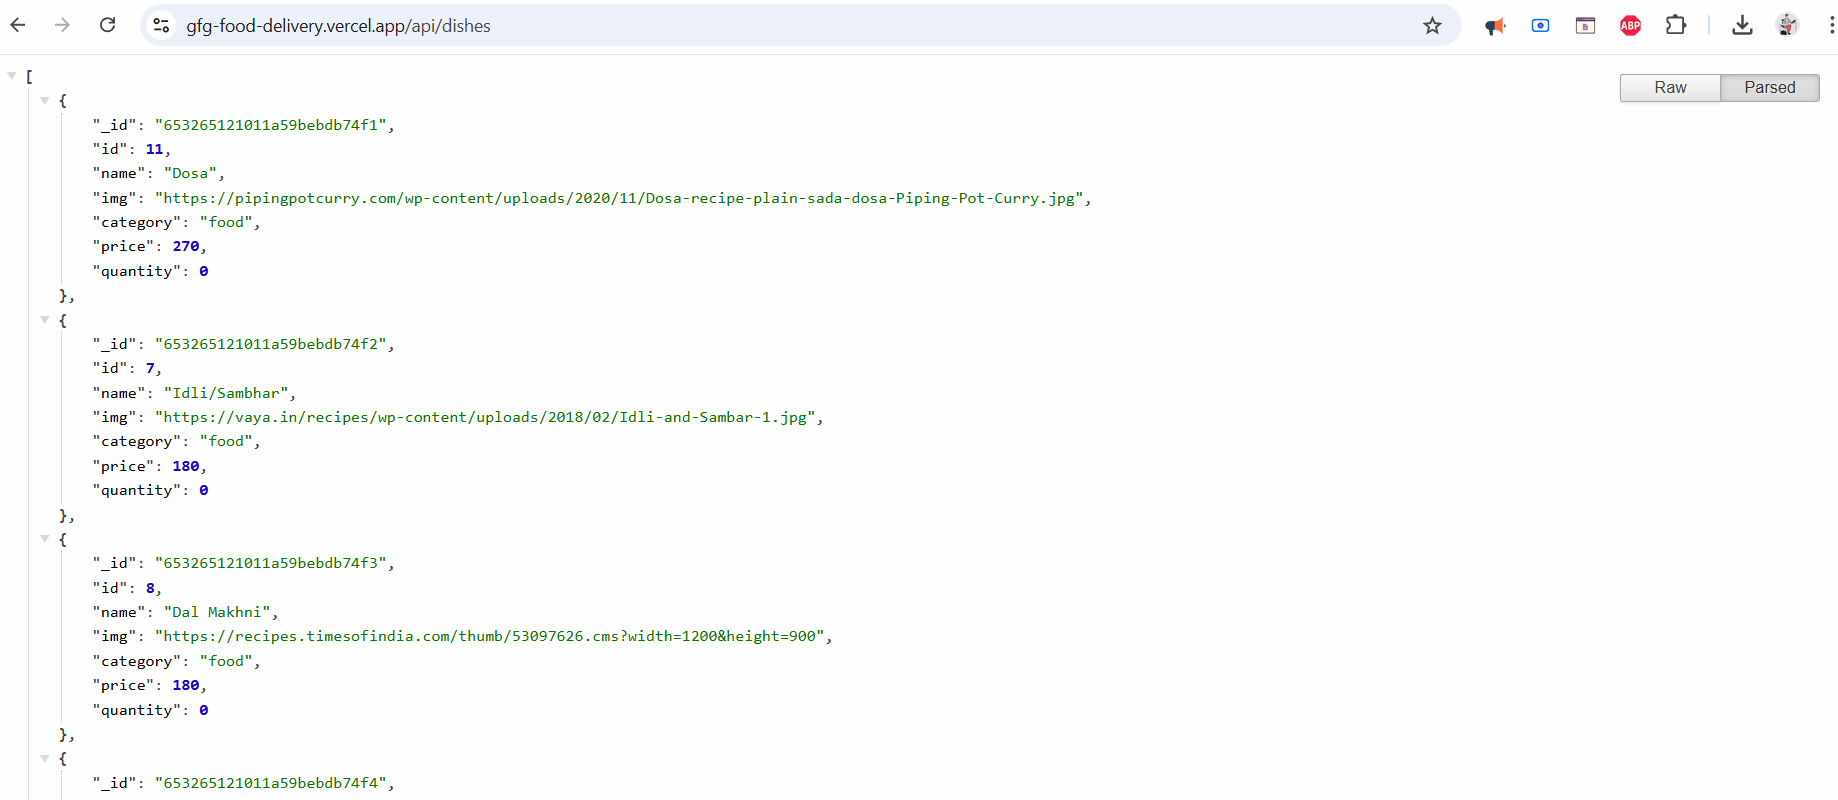 gfg-food-delivery.vercel.app/api/dishes
ABP
Raw Parsed
[
{
"_id": "653265121011a59bebdb74f1",
"id": 11,
"name": "Dosa",
"img": "https://pipingpotcurry.com/wp-content/uploads/2020/11/Dosa-recipe-plain-sada-dosa-Piping-Pot-Curry.jpg",
"category": "food",
"price": 270,
"quantity": 0
},
{
"_id": "653265121011a59bebdb74f2",
"id": 7,
"name": "Idli/Sambhar",
"img": "https://vaya.in/recipes/wp-content/uploads/2018/02/Idli-and-Sambar-1.jpg",
"category": "food",
"price": 180,
"quantity": 0
},
{
"_id": "653265121011a59bebdb74f3",
"id": 8,
"name": "Dal Makhni",
"img": "https://recipes.timesofindia.com/thumb/53097626.cms?width=1200&height=900",
"category": "food",
"price": 180,
"quantity": 0
},
{
"_id": "653265121011a59bebdb74f4",